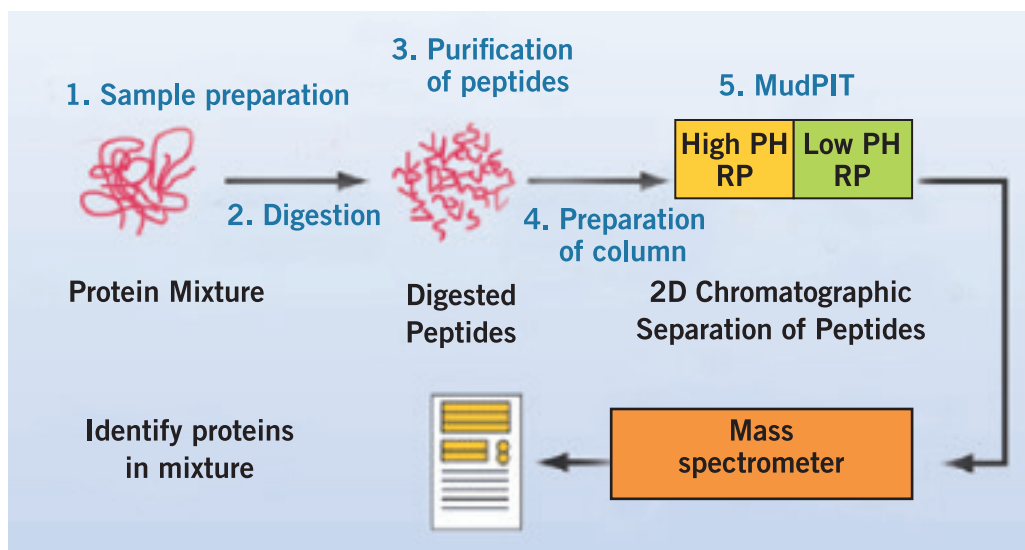 1. Sample preparation
3. Purification
of peptides
5. MudPIT
High PH
RP
Low PH
RP
2. Digestion
4. Preparation
of column
Protein Mixture
Digested
Peptides
2D Chromatographic
Separation of Peptides
Identify proteins
in mixture
Mass
spectrometer